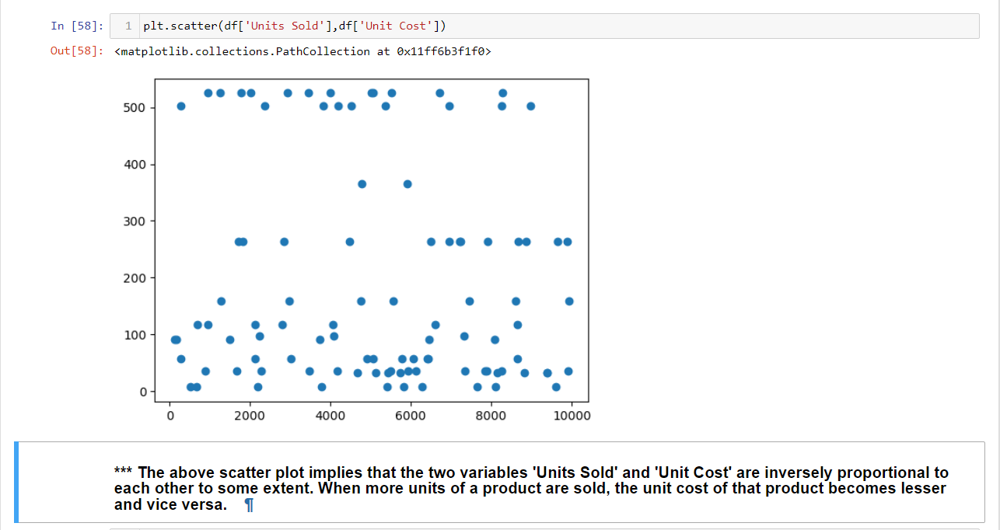 In [58]: 1 plt.scatter(df['Units Sold'],df['Unit Cost'])
Out[58]: <matplotlib.collections.PathCollection at 0x11ff6b3f1f0>
500
400
300
200
100
0
0 2000 4000 6000 8000 10000
*** The above scatter plot implies that the two variables 'Units Sold' and 'Unit Cost' are inversely proportional to
each other to some extent. When more units of a product are sold, the unit cost of that product becomes lesser
and vice versa. ¶